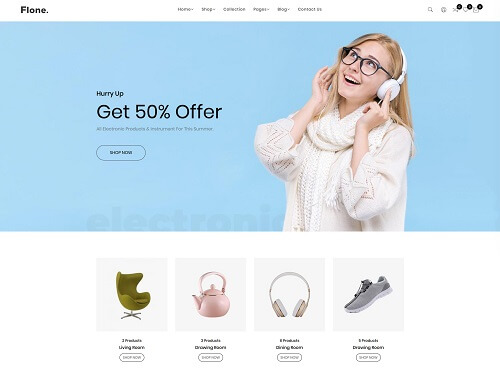 Flone.
Home Shop Collection Pages Blog Contact Us
0 0 0
Hurry Up
Get 50% Offer
All Electronic Products & Instrument For This Summer.
SHOP NOW
electronic
3 Products
Living Room
SHOP NOW
3 Products
Drawing Room
SHOP NOW
8 Products
Dining Room
SHOP NOW
5 Products
Drawing Room
SHOP NOW